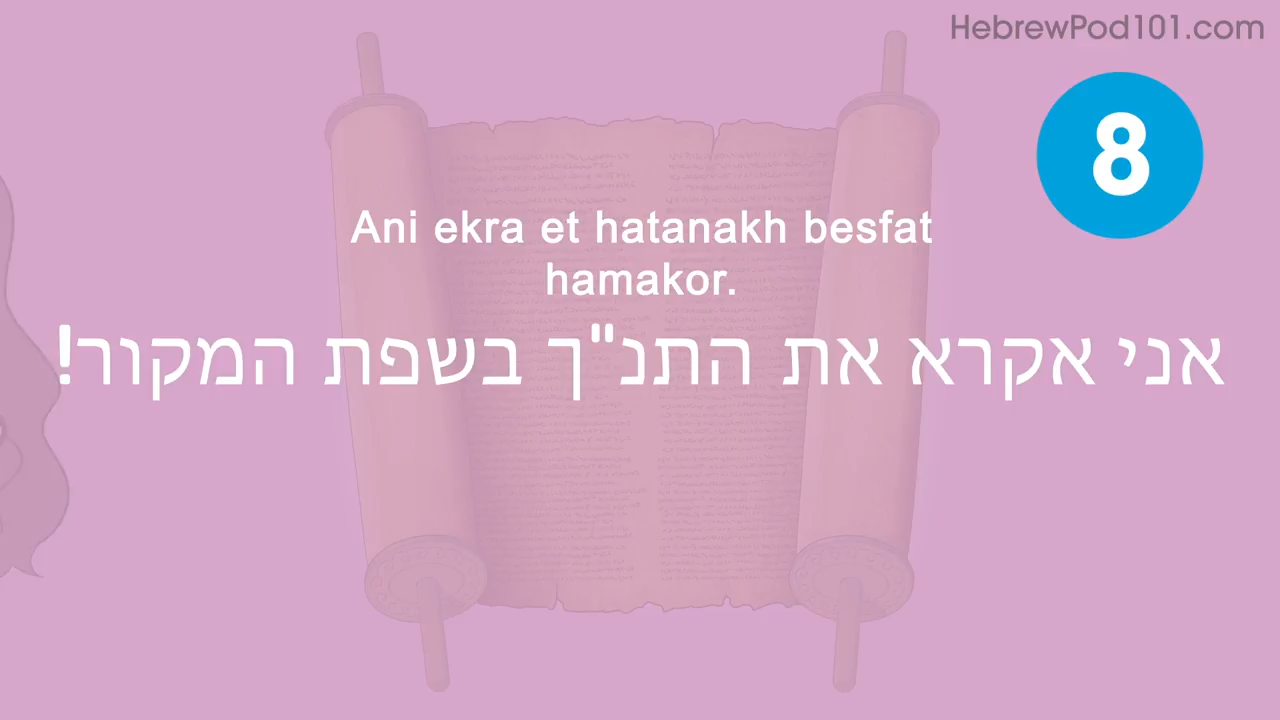 HebrewPod101.com
8
Ani ekra et hatanakh besfat
hamakor.
אני אקרא את התנ"ך בשפת המקור!